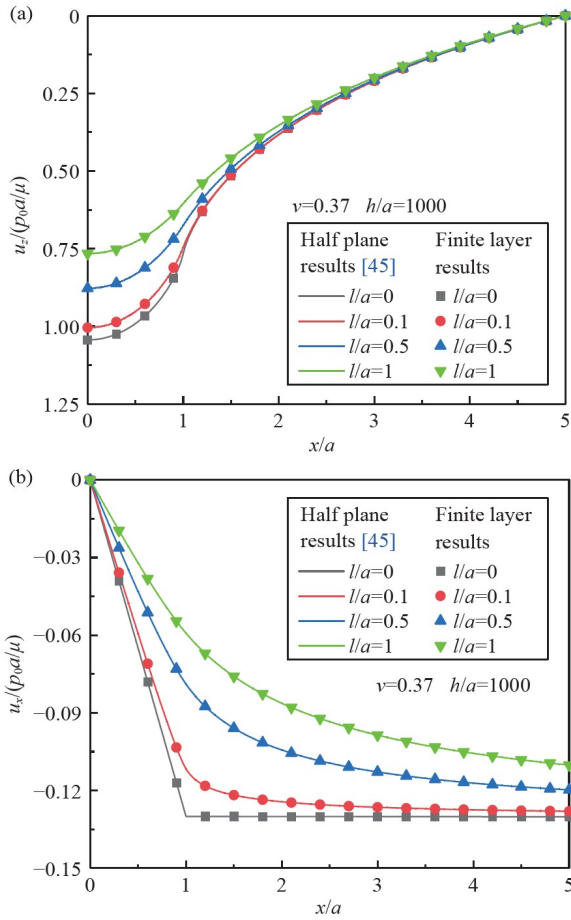 (a)
0
0.25
0.50
0.75
1.00
1.25
u_z/(p_0a/μ)
ν=0.37 h/a=1000
Half plane Finite layer
results [45] results
l/a=0 l/a=0
l/a=0.1 l/a=0.1
l/a=0.5 l/a=0.5
l/a=1 l/a=1
0 1 2 3 4 5
x/a
(b)
0
−0.03
−0.06
−0.09
−0.12
−0.15
u_x/(p_0a/μ)
Half plane Finite layer
results [45] results
l/a=0 l/a=0
l/a=0.1 l/a=0.1
l/a=0.5 l/a=0.5
l/a=1 l/a=1
ν=0.37 h/a=1000
0 1 2 3 4 5
x/a